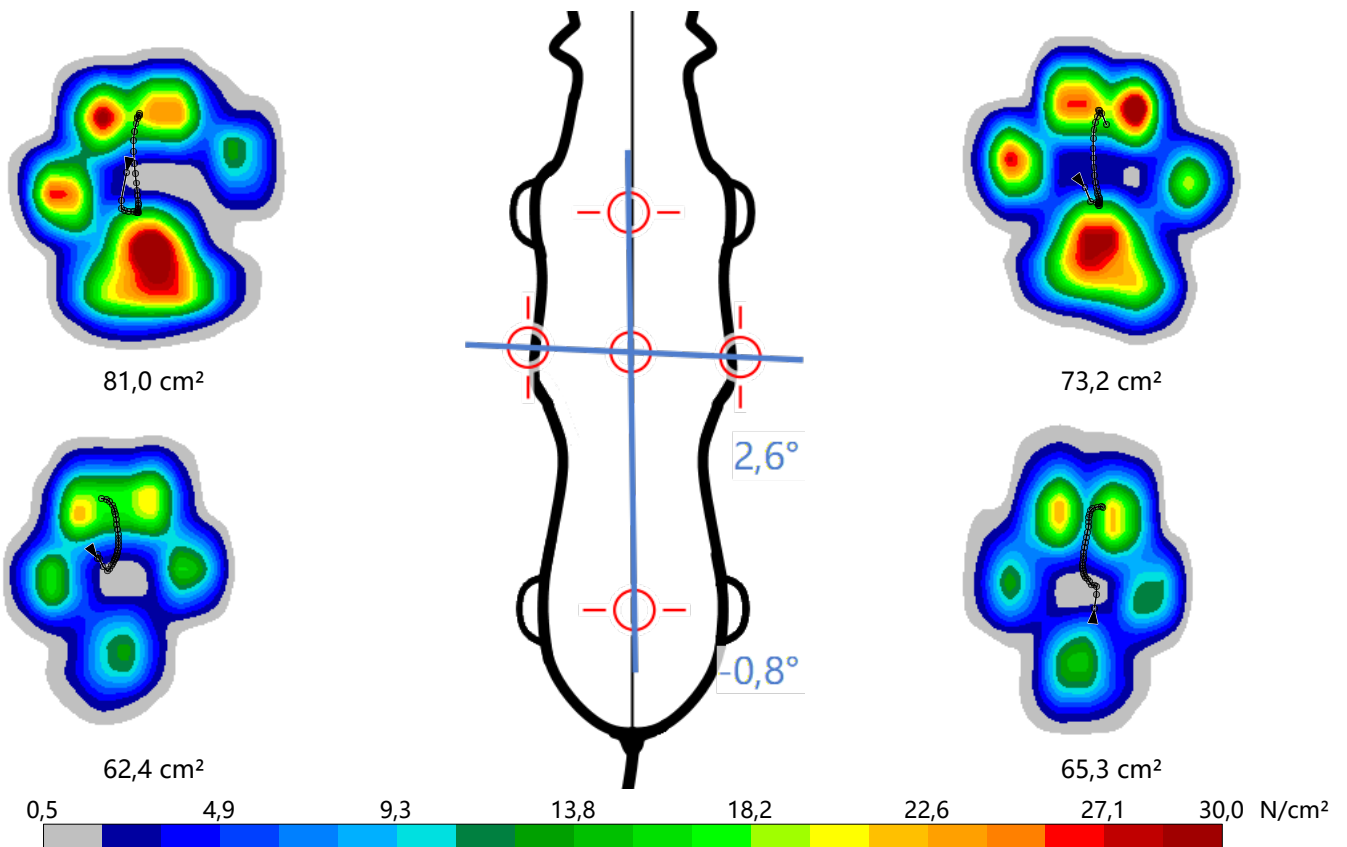 81,0 cm²
73,2 cm²
2,6°
-0,8°
62,4 cm²
65,3 cm²
0,5 4,9 9,3 13,8 18,2 22,6 27,1 30,0 N/cm²